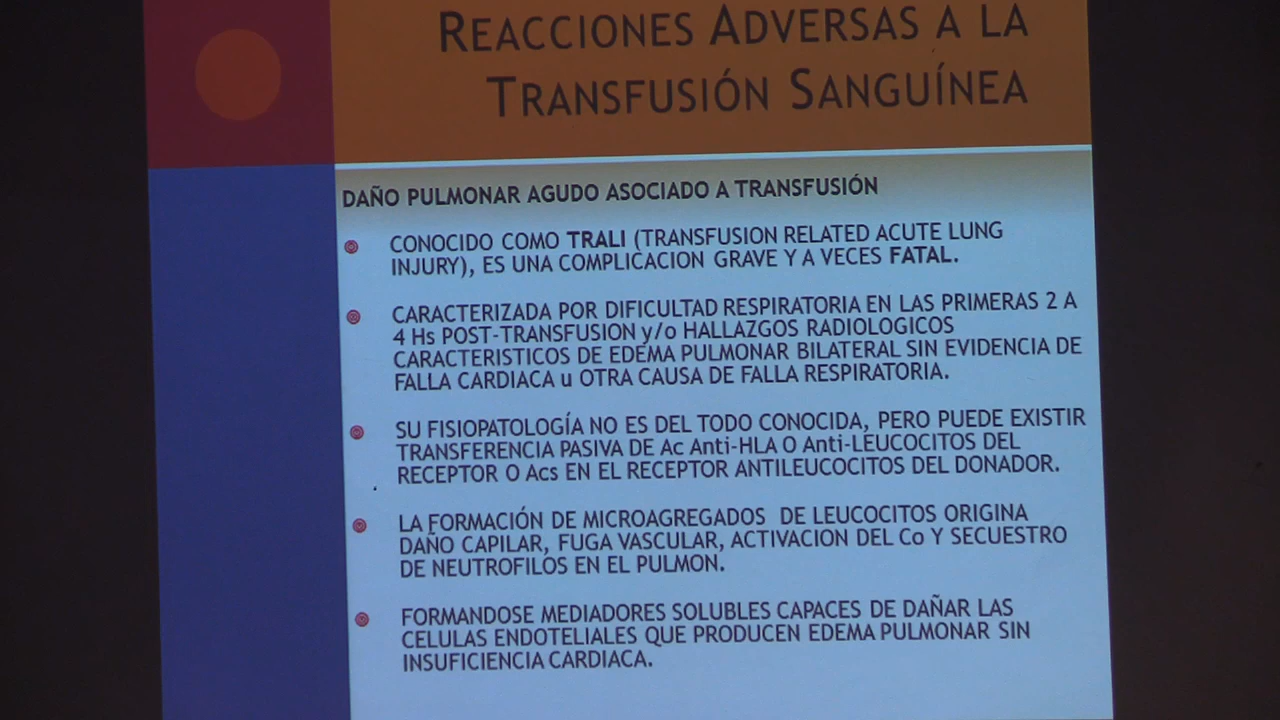 REACCIONES ADVERSAS A LA
TRANSFUSIÓN SANGUÍNEA
DAÑO PULMONAR AGUDO ASOCIADO A TRANSFUSIÓN
CONOCIDO COMO TRALI (TRANSFUSION RELATED ACUTE LUNG
INJURY), ES UNA COMPLICACION GRAVE Y A VECES FATAL.
CARACTERIZADA POR DIFICULTAD RESPIRATORIA EN LAS PRIMERAS 2 A
4 Hs POST-TRANSFUSION y/o HALLAZGOS RADIOLOGICOS
CARACTERISTICOS DE EDEMA PULMONAR BILATERAL SIN EVIDENCIA DE
FALLA CARDIACA u OTRA CAUSA DE FALLA RESPIRATORIA.
SU FISIOPATOLOGÍA NO ES DEL TODO CONOCIDA, PERO PUEDE EXISTIR
TRANSFERENCIA PASIVA DE Ac Anti-HLA O Anti-LEUCOCITOS DEL
RECEPTOR O Acs EN EL RECEPTOR ANTILEUCOCITOS DEL DONADOR.
LA FORMACIÓN DE MICROAGREGADOS DE LEUCOCITOS ORIGINA
DAÑO CAPILAR, FUGA VASCULAR, ACTIVACION DEL Co Y SECUESTRO
DE NEUTROFILOS EN EL PULMON.
FORMANDOSE MEDIADORES SOLUBLES CAPACES DE DAÑAR LAS
CELULAS ENDOTELIALES QUE PRODUCEN EDEMA PULMONAR SIN
INSUFICIENCIA CARDIACA.